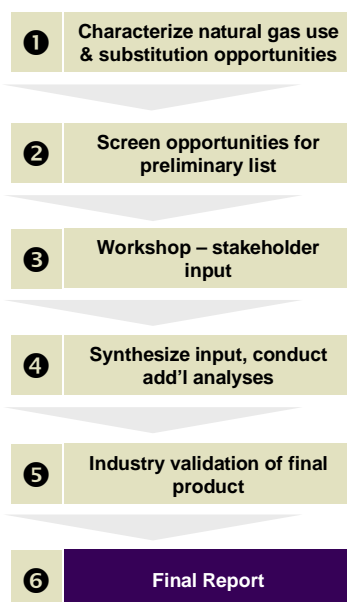 ❶ Characterize natural gas use
& substitution opportunities
❷ Screen opportunities for
preliminary list
❸ Workshop – stakeholder
input
❹ Synthesize input, conduct
add'l analyses
❺ Industry validation of final
product
❻ Final Report